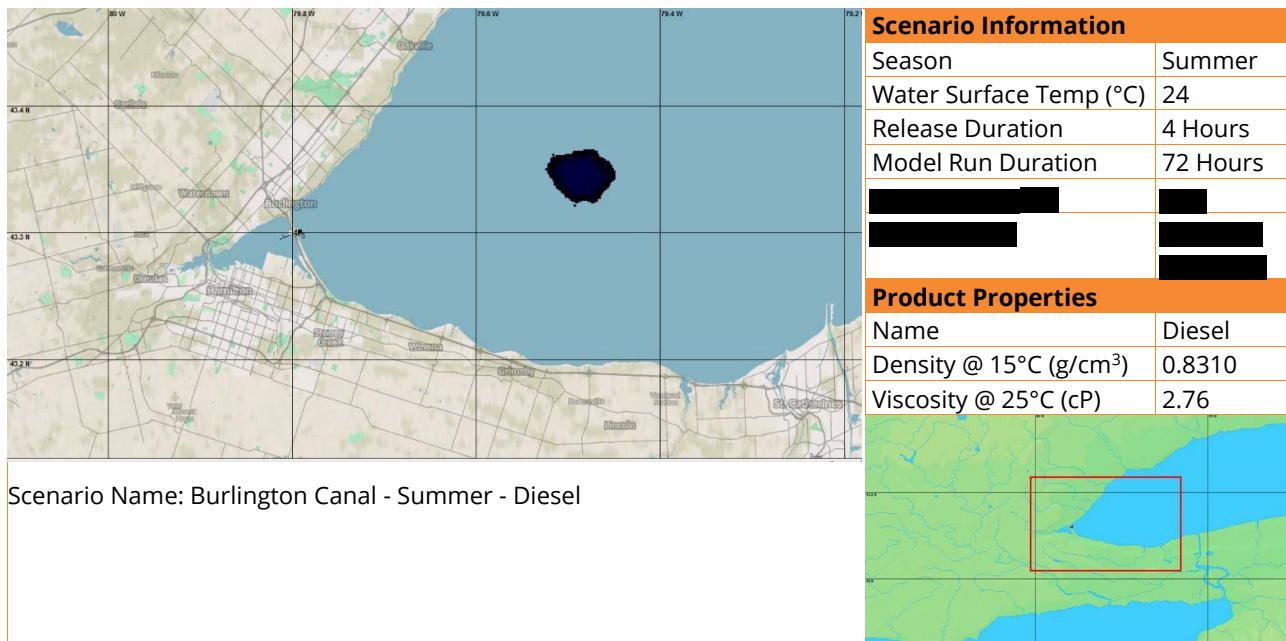 80 W
79.8 W
79.6 W
79.4 W
79.2
Oakville
43.4 N
Waterdown
Burlington
43.3 N
Dundas
Hamilton
Stoney
Creek
Winona
43.2 N
Grimsby
St. Catharines
Lincoln
Scenario Name: Burlington Canal - Summer - Diesel
Scenario Information
Season Summer
Water Surface Temp (°C) 24
Release Duration 4 Hours
Model Run Duration 72 Hours
Product Properties
Name Diesel
Density @ 15°C (g/cm³) 0.8310
Viscosity @ 25°C (cP) 2.76